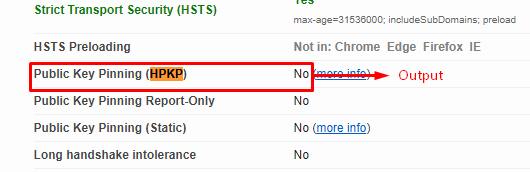 Yes
Strict Transport Security (HSTS)
max-age=31536000; includeSubDomains; preload
HSTS Preloading Not in: Chrome Edge Firefox IE
Public Key Pinning (HPKP) No (more info) Output
Public Key Pinning Report-Only No
Public Key Pinning (Static) No (more info)
Long handshake intolerance No